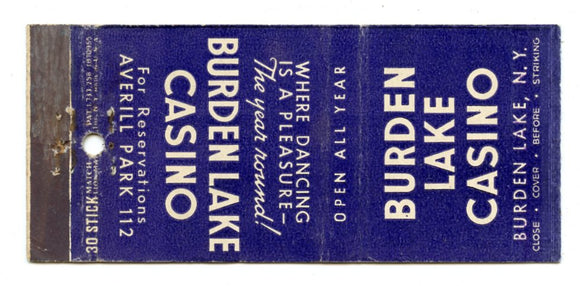 OPEN ALL YEAR
BURDEN
LAKE
CASINO
BURDEN LAKE, N.Y.
CLOSE • COVER • BEFORE • STRIKING
WHERE DANCING
IS A PLEASURE—
The year round!
BURDEN LAKE
CASINO
For Reservations
AVERILL PARK 112
30 STICK